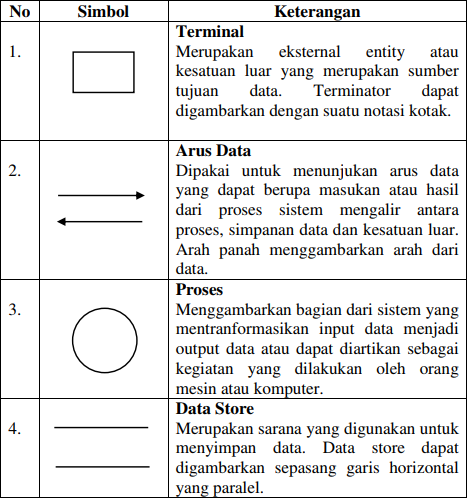 No Simbol Keterangan
1.
Terminal
Merupakan eksternal entity atau
kesatuan luar yang merupakan sumber
tujuan data. Terminator dapat
digambarkan dengan suatu notasi kotak.
2.
Arus Data
Dipakai untuk menunjukan arus data
yang dapat berupa masukan atau hasil
dari proses sistem mengalir antara
proses, simpanan data dan kesatuan luar.
Arah panah menggambarkan arah dari
data.
3.
Proses
Menggambarkan bagian dari sistem yang
mentranformasikan input data menjadi
output data atau dapat diartikan sebagai
kegiatan yang dilakukan oleh orang
mesin atau komputer.
4.
Data Store
Merupakan sarana yang digunakan untuk
menyimpan data. Data store dapat
digambarkan sepasang garis horizontal
yang paralel.